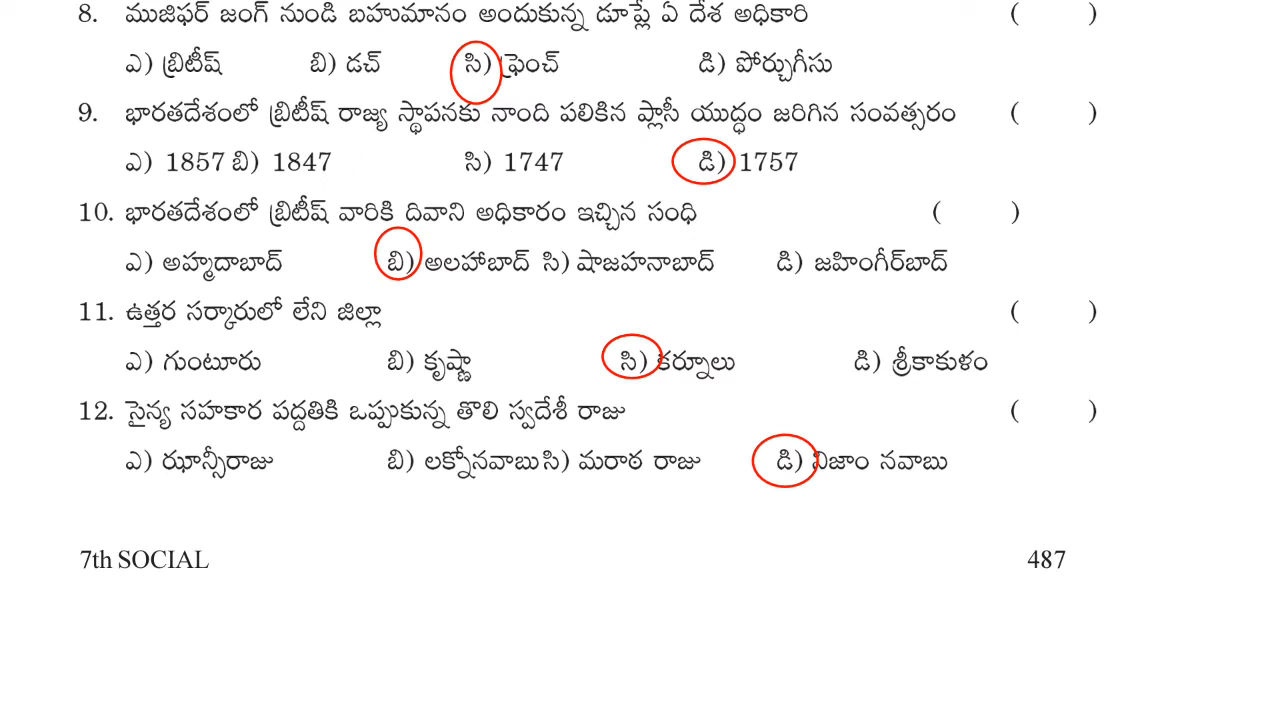 8. ముజిఫర్ జంగ్ నుండి బహుమానం అందుకున్న డూప్లే ఏ దేశ అధికారి ( )
ఎ) బ్రిటీష్ బి) డచ్ సి) ఫ్రెంచ్ డి) పోర్చుగీసు
9. భారతదేశంలో బ్రిటీష్ రాజ్య స్థాపనకు నాంది పలికిన ప్లాసీ యుద్ధం జరిగిన సంవత్సరం ( )
ఎ) 1857 బి) 1847 సి) 1747 డి) 1757
10. భారతదేశంలో బ్రిటీష్ వారికి దివాని అధికారం ఇచ్చిన సంధి ( )
ఎ) అహ్మదాబాద్ బి) అలహాబాద్ సి) షాజహనాబాద్ డి) జహింగీర్‌బాద్
11. ఉత్తర సర్కారులో లేని జిల్లా ( )
ఎ) గుంటూరు బి) కృష్ణా సి) కర్నూలు డి) శ్రీకాకుళం
12. సైన్య సహకార పద్దతికి ఒప్పుకున్న తొలి స్వదేశీ రాజు ( )
ఎ) ఝాన్సీరాజు బి) లక్నోనవాబు సి) మరాఠ రాజు డి) నిజాం నవాబు
7th SOCIAL 487